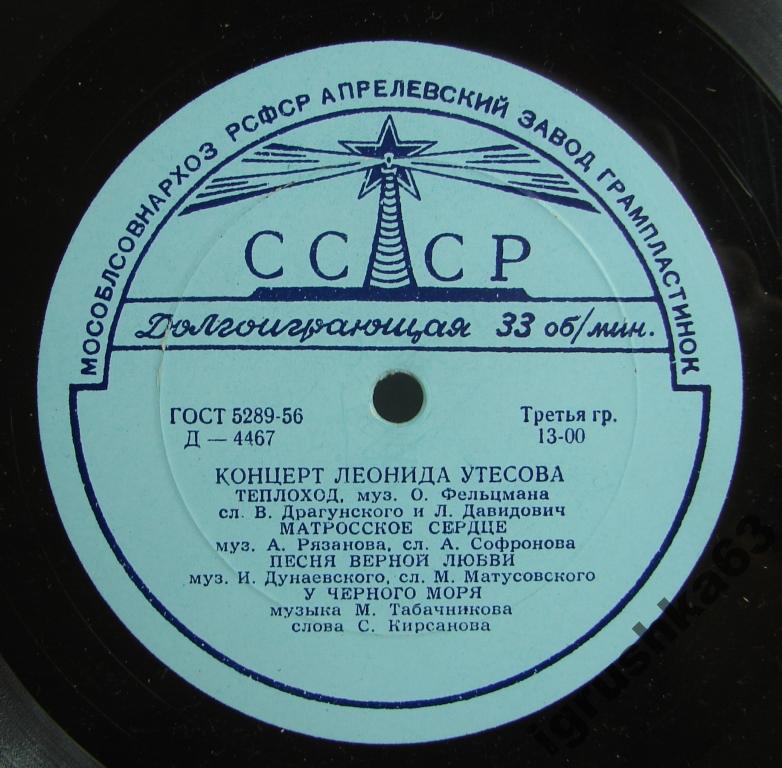 МОСОБЛСОВНАРХОЗ РСФСР АПРЕЛЕВСКИЙ ЗАВОД ГРАМПЛАСТИНОК
СССР
Долгоиграющая 33 об/мин.
ГОСТ 5289-56
Д — 4467
Третья гр.
13-00
КОНЦЕРТ ЛЕОНИДА УТЕСОВА
ТЕПЛОХОД, муз. О. Фельцмана
сл. В. Драгунского и Л. Давидович
МАТРОССКОЕ СЕРДЦЕ
муз. А. Рязанова, сл. А. Софронова
ПЕСНЯ ВЕРНОЙ ЛЮБВИ
муз. И. Дунаевского, сл. М. Матусовского
У ЧЕРНОГО МОРЯ
музыка М. Табачникова
слова С. Кирсанова
igrushka63